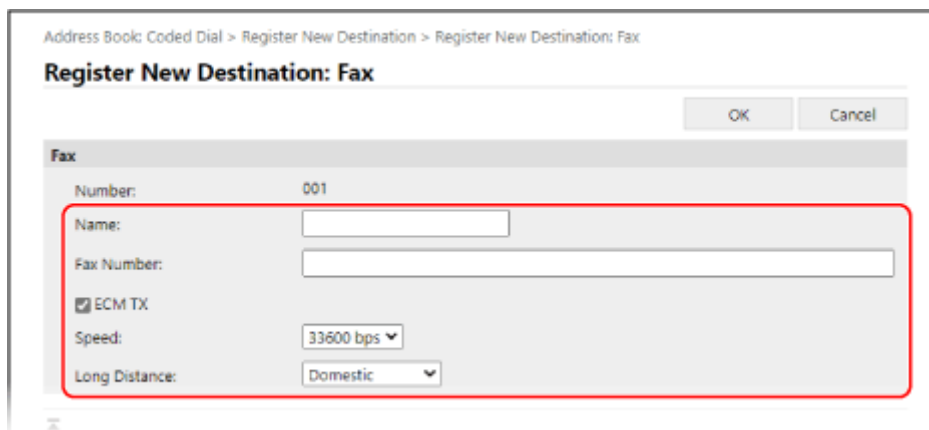 Address Book: Coded Dial > Register New Destination > Register New Destination: Fax
Register New Destination: Fax
OK Cancel
Fax
Number: 001
Name:
Fax Number:
ECM TX
Speed: 33600 bps
Long Distance: Domestic